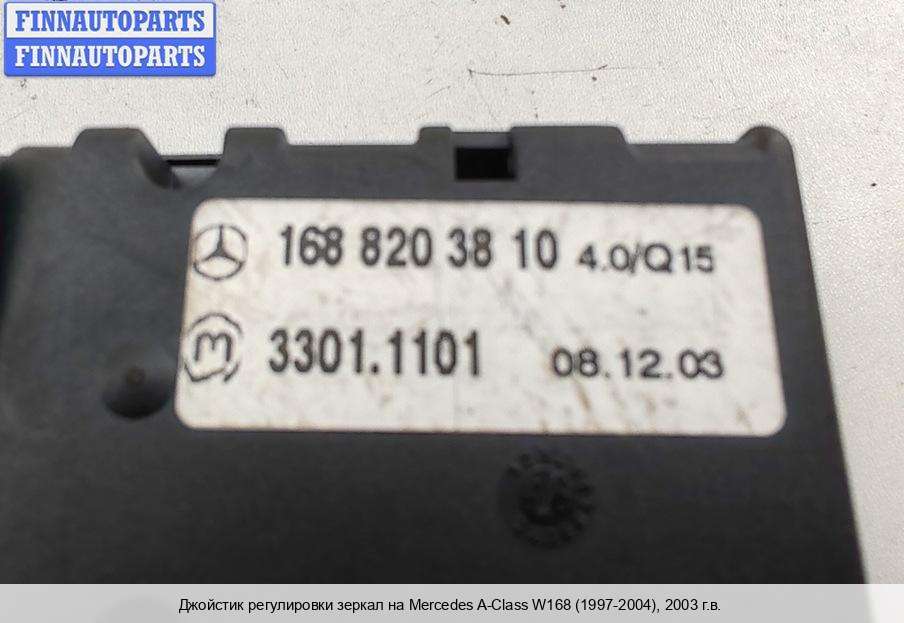 FINNAUTOPARTS
FINNAUTOPARTS
168 820 38 10 4.0/Q15
m 3301.1101 08.12.03
Джойстик регулировки зеркал на Mercedes A-Class W168 (1997-2004), 2003 г.в.